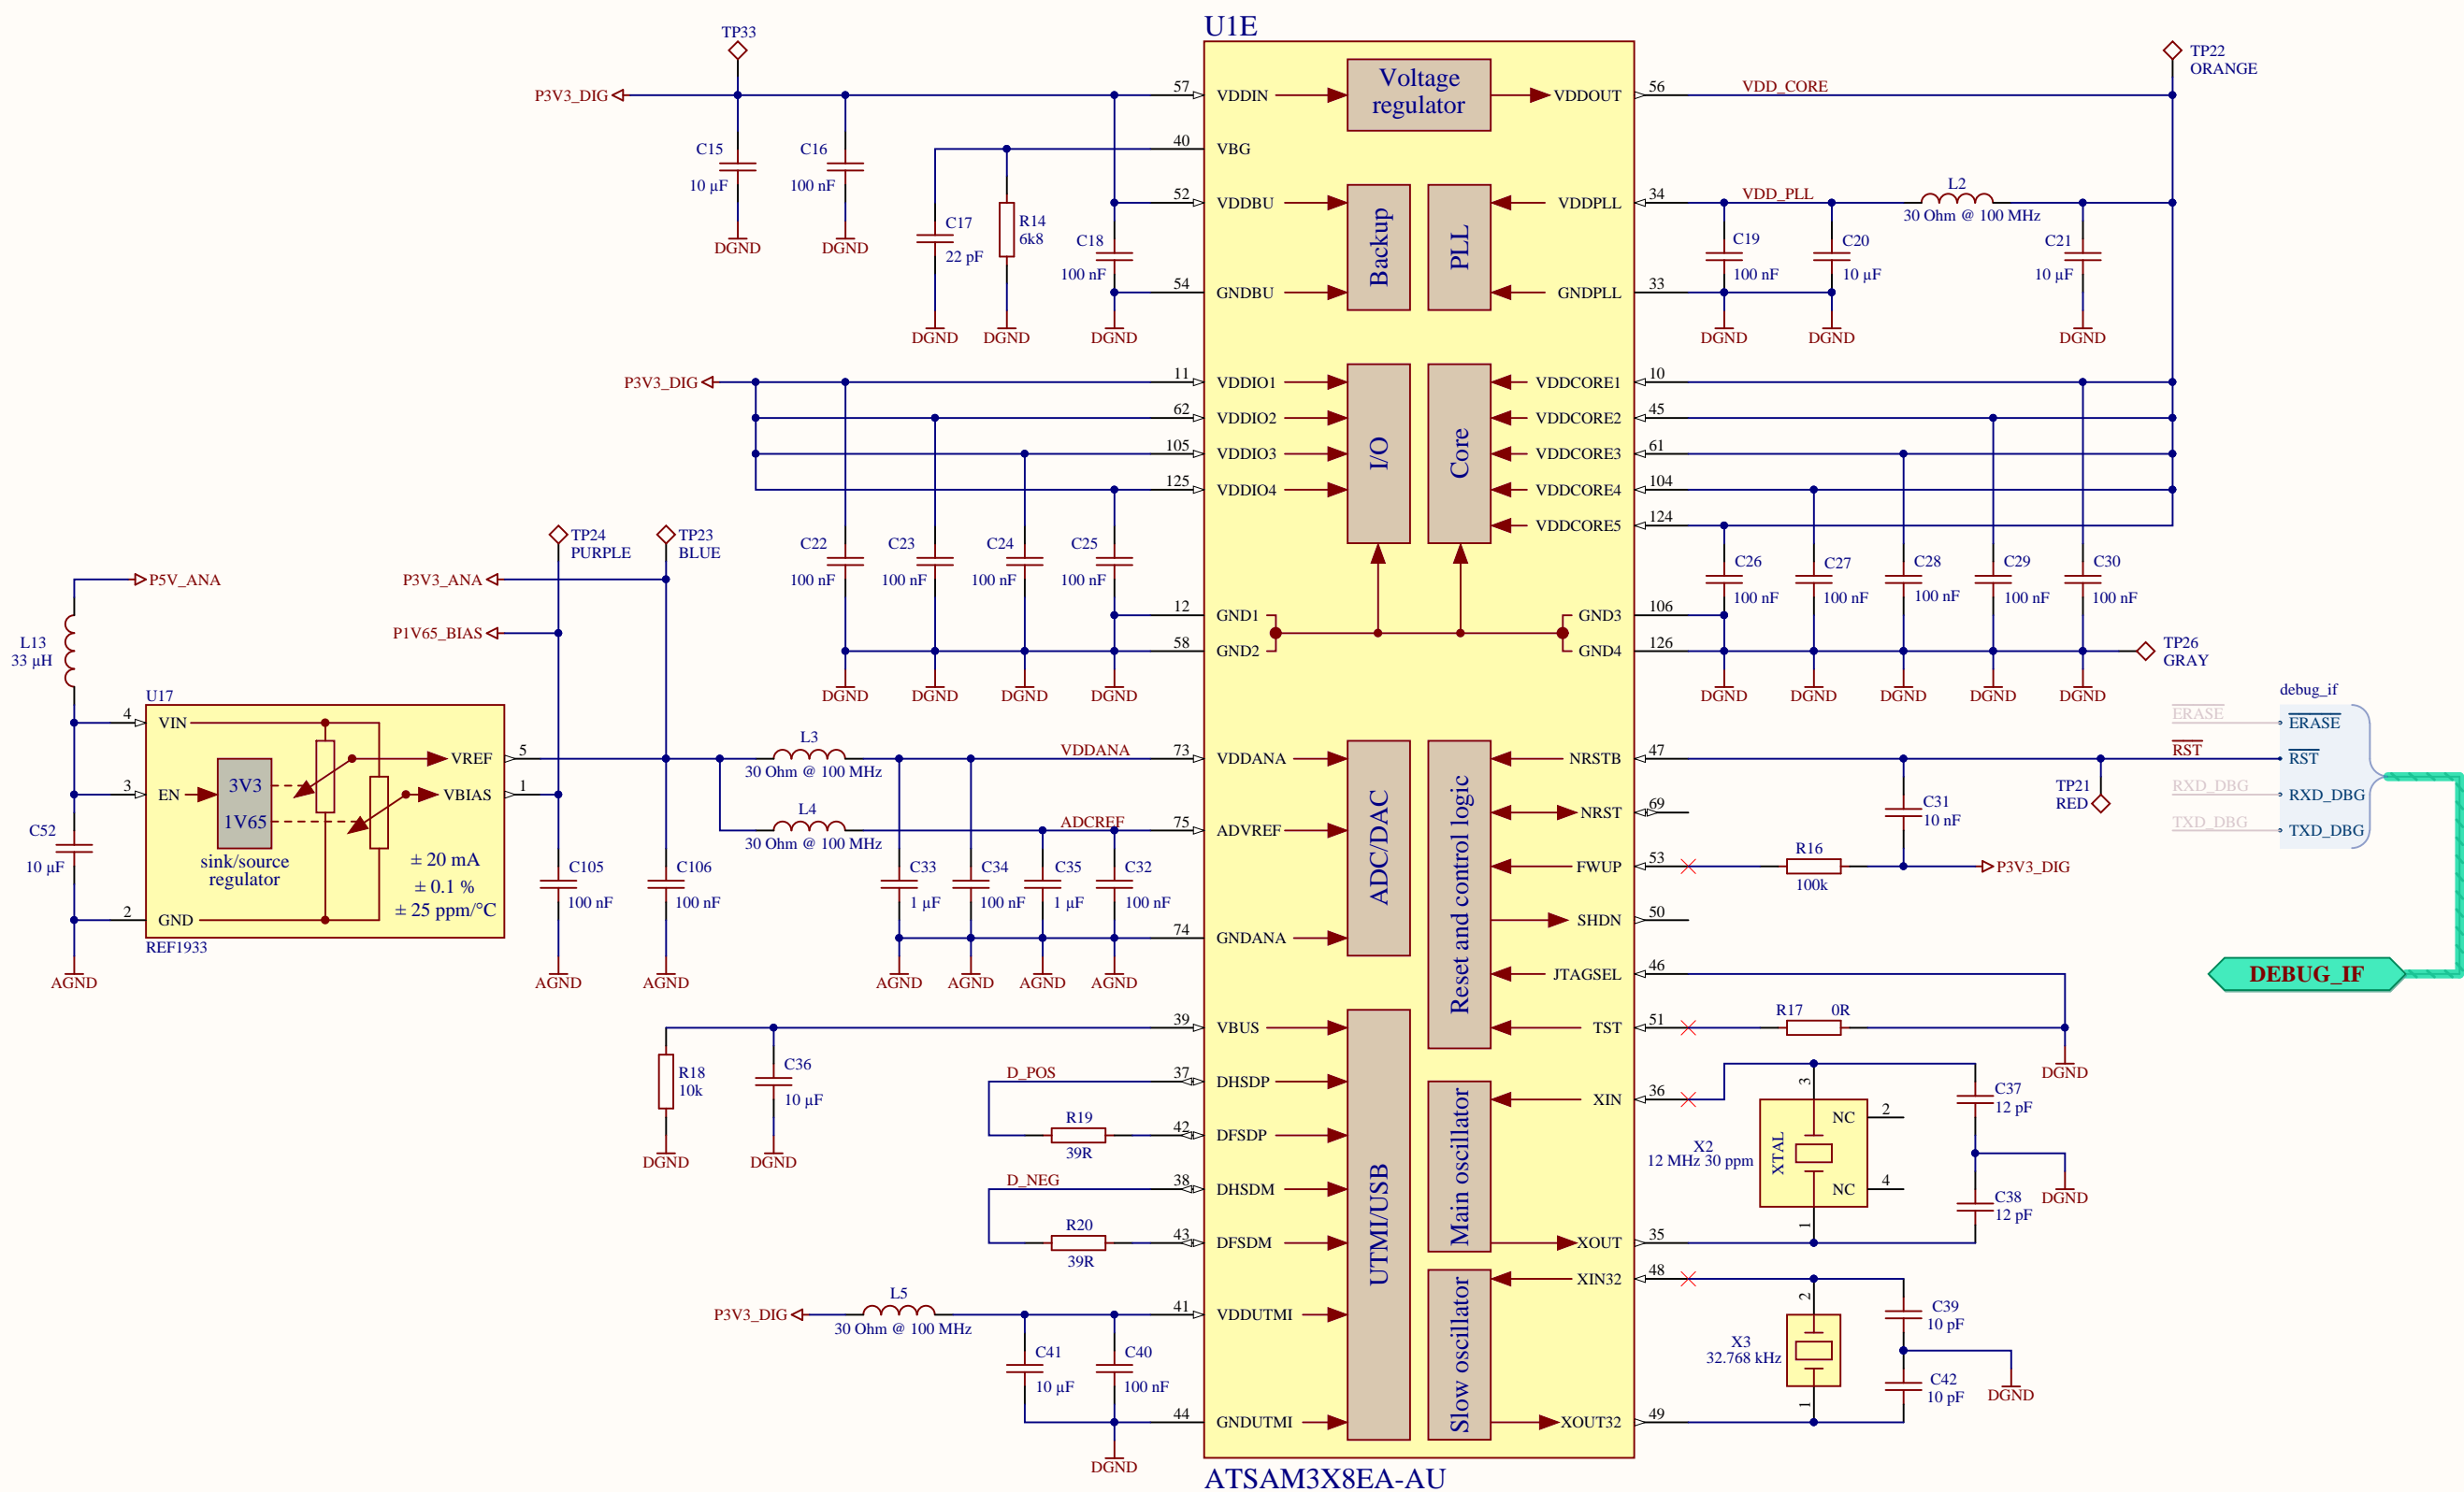 U1E
TP33
TP22
ORANGE
P3V3_DIG
57
VDDIN
Voltage
regulator
VDDOUT
56
VDD_CORE
C15
10 µF
C16
100 nF
40
VBG
C17
22 pF
R14
6k8
C18
100 nF
52
VDDBU
54
GNDBU
Backup
PLL
VDDPLL
34
VDD_PLL
L2
30 Ohm @ 100 MHz
GNDPLL
33
C19
100 nF
C20
10 µF
C21
10 µF
DGND
DGND
DGND
DGND
DGND
DGND
DGND
DGND
P3V3_DIG
11
VDDIO1
62
VDDIO2
105
VDDIO3
125
VDDIO4
I/O
Core
VDDCORE1
10
VDDCORE2
45
VDDCORE3
61
VDDCORE4
104
VDDCORE5
124
C22
100 nF
C23
100 nF
C24
100 nF
C25
100 nF
C26
100 nF
C27
100 nF
C28
100 nF
C29
100 nF
C30
100 nF
12
GND1
58
GND2
GND3
106
GND4
126
TP26
GRAY
DGND
DGND
DGND
DGND
DGND
DGND
DGND
DGND
DGND
TP24
PURPLE
TP23
BLUE
P5V_ANA
P3V3_ANA
P1V65_BIAS
L13
33 µH
U17
4
VIN
3
EN
2
GND
3V3
1V65
sink/source
regulator
VREF
5
VBIAS
1
± 20 mA
± 0.1 %
± 25 ppm/°C
REF1933
C52
10 µF
C105
100 nF
C106
100 nF
L3
30 Ohm @ 100 MHz
VDDANA
73
VDDANA
L4
30 Ohm @ 100 MHz
ADCREF
75
ADVREF
C33
1 µF
C34
100 nF
C35
1 µF
C32
100 nF
74
GNDANA
ADC/DAC
AGND
AGND
AGND
AGND
AGND
AGND
AGND
Reset and control logic
NRSTB
47
NRST
69
FWUP
53
SHDN
50
JTAGSEL
46
TST
51
C31
10 nF
R16
100k
P3V3_DIG
TP21
RED
R17 0R
DGND
debug_if
ERASE
ERASE
RST
RST
RXD_DBG
RXD_DBG
TXD_DBG
TXD_DBG
DEBUG_IF
39
VBUS
R18
10k
C36
10 µF
DGND
DGND
D_POS
37
DHSDP
R19
39R
42
DFSDP
D_NEG
38
DHSDM
R20
39R
43
DFSDM
UTMI/USB
P3V3_DIG
L5
30 Ohm @ 100 MHz
41
VDDUTMI
C41
10 µF
C40
100 nF
44
GNDUTMI
DGND
Main oscillator
XIN
36
XOUT
35
X2
12 MHz 30 ppm
XTAL
3
NC
2
NC
4
1
C37
12 pF
C38
12 pF
DGND
Slow oscillator
XIN32
48
XOUT32
49
X3
32.768 kHz
2
1
C39
10 pF
C42
10 pF
DGND
ATSAM3X8EA-AU